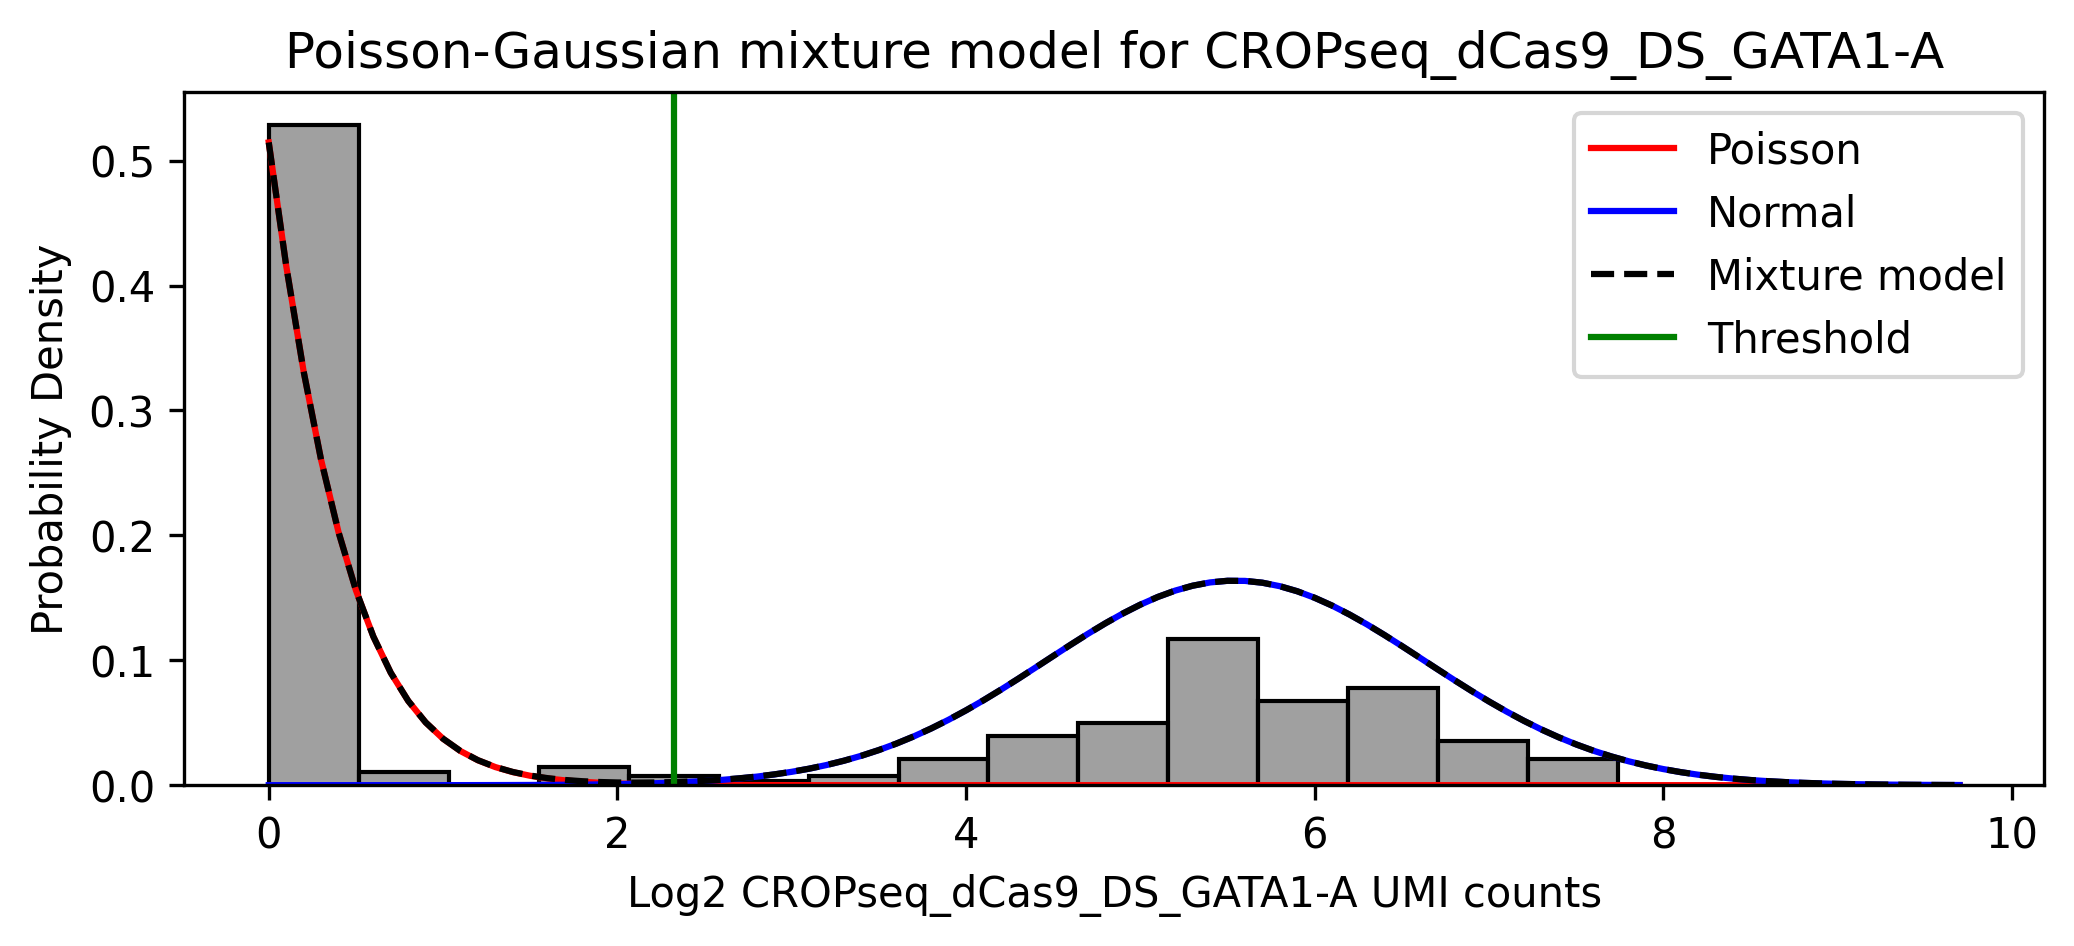 Poisson-Gaussian mixture model for CROPseq_dCas9_DS_GATA1-A
Probability Density
0.5
0.4
0.3
0.2
0.1
0.0
Poisson
Normal
Mixture model
Threshold
0 2 4 6 8 10
Log2 CROPseq_dCas9_DS_GATA1-A UMI counts